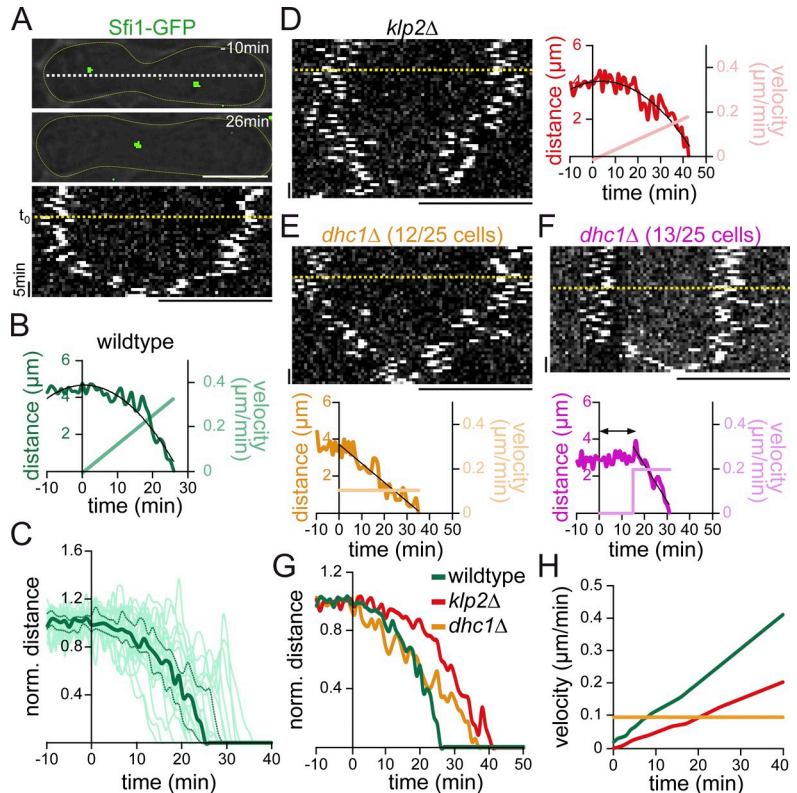 A
Sfi1-GFP
-10min
26min
t0
5min
B
wildtype
distance (µm)
6
4
2
0.4
0.2
0
velocity (µm/min)
-10 0 10 20 30
time (min)
C
norm. distance
1.6
1.2
0.8
0.4
-10 0 10 20 30 40
time (min)
D
klp2Δ
distance (µm)
6
4
2
0.4
0.2
0
velocity (µm/min)
-10 0 10 20 30 40 50
time (min)
E
dhc1Δ (12/25 cells)
distance (µm)
6
4
2
0.4
0.2
0
velocity (µm/min)
-10 0 10 20 30 40 50
time (min)
F
dhc1Δ (13/25 cells)
distance (µm)
6
4
2
0.4
0.2
0
velocity (µm/min)
-10 0 10 20 30 40 50
time (min)
G
wildtype
klp2Δ
dhc1Δ
norm. distance
1.2
0.8
0.4
-10 0 10 20 30 40 50
time (min)
H
velocity (µm/min)
0.5
0.4
0.3
0.2
0.1
0
0 10 20 30 40
time (min)